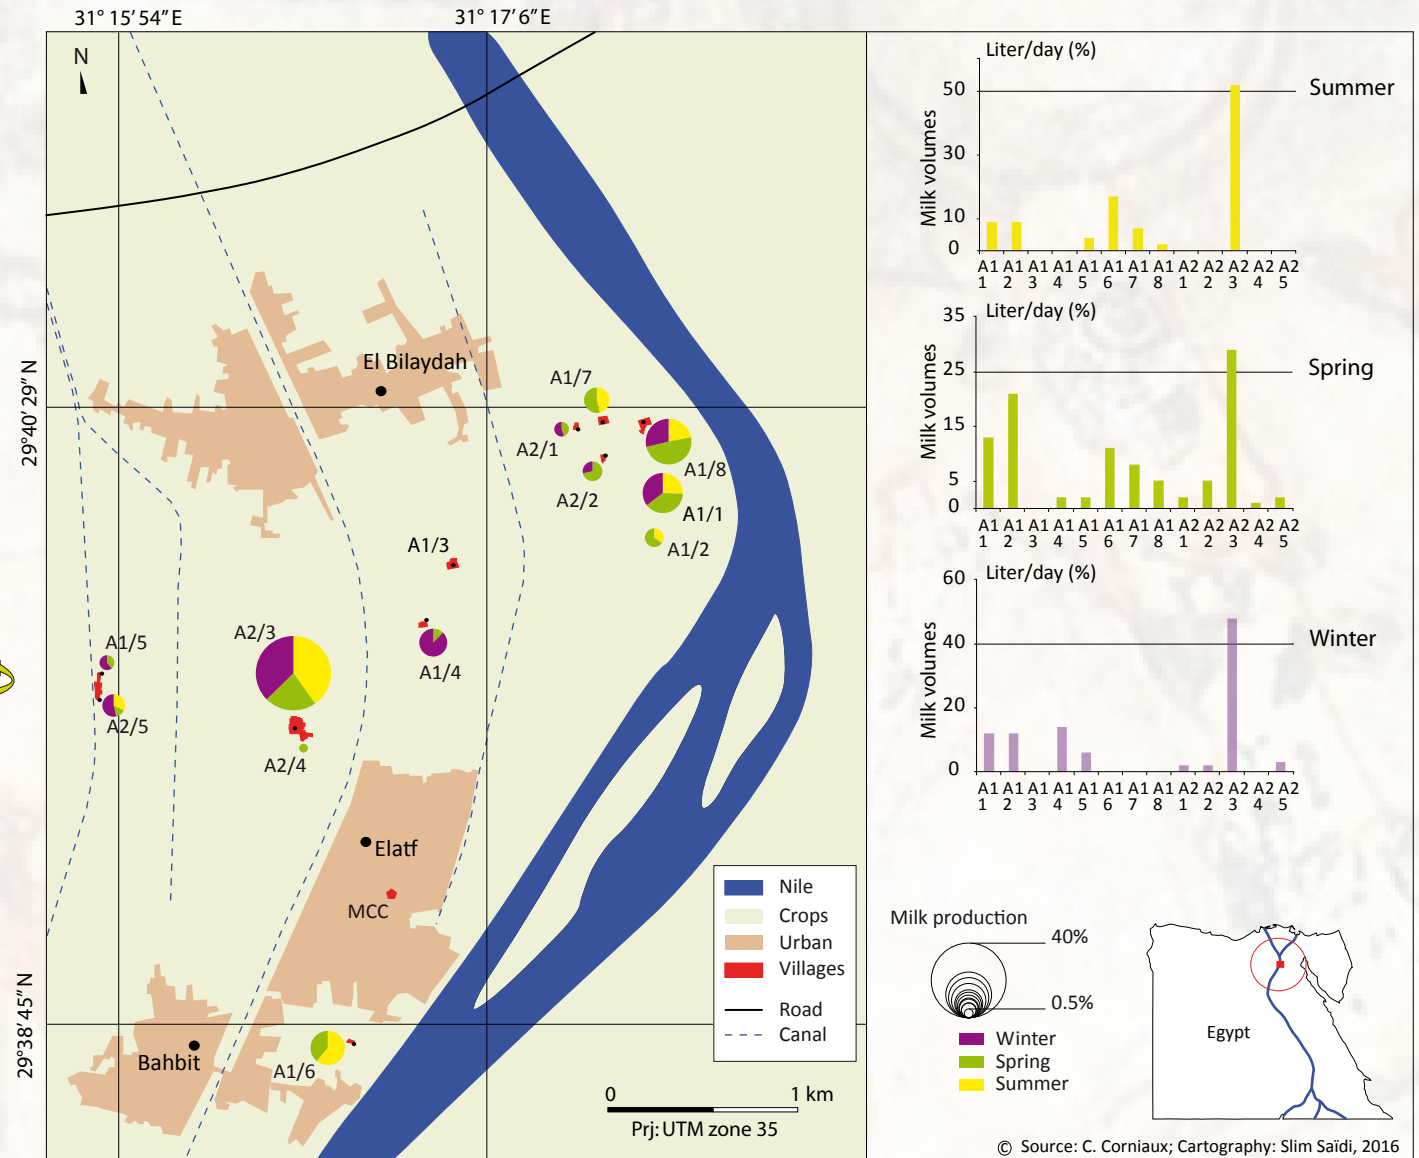 31° 15’54” E
31° 17’6”E
N
29°40’ 29” N
29°38’45” N
El Bilaydah
A1/7
A2/1
A1/8
A2/2
A1/1
A1/2
A1/3
A1/5
A2/3
A1/4
A2/5
A2/4
Elatf
MCC
Bahbit
A1/6
Nile
Crops
Urban
Villages
Road
Canal
0 1 km
Prj: UTM zone 35
Liter/day (%)
Summer
Milk volumes
50
30
10
0
A1 A1 A1 A1 A1 A1 A1 A1 A2 A2 A2 A2 A2
1 2 3 4 5 6 7 8 1 2 3 4 5
Liter/day (%)
Spring
Milk volumes
35
25
15
5
0
A1 A1 A1 A1 A1 A1 A1 A1 A2 A2 A2 A2 A2
1 2 3 4 5 6 7 8 1 2 3 4 5
Liter/day (%)
Winter
Milk volumes
60
40
20
0
A1 A1 A1 A1 A1 A1 A1 A1 A2 A2 A2 A2 A2
1 2 3 4 5 6 7 8 1 2 3 4 5
Milk production
40%
0.5%
Winter
Spring
Summer
Egypt
© Source: C. Corniaux; Cartography: Slim Saïdi, 2016